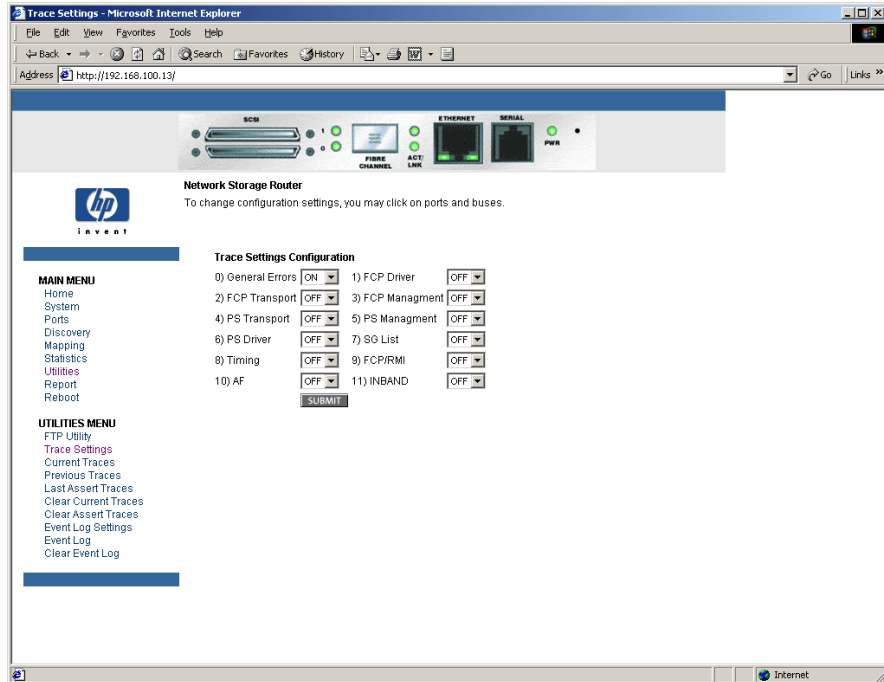 Trace Settings - Microsoft Internet Explorer
File Edit View Favorites Tools Help
Back Search Favorites History
Address http://192.168.100.13/ Go Links »
SCSI ETHERNET SERIAL
1
0
FIBRE CHANNEL ACT/ LNK PWR
hp
invent
Network Storage Router
To change configuration settings, you may click on ports and buses.
MAIN MENU
Home
System
Ports
Discovery
Mapping
Statistics
Utilities
Report
Reboot
UTILITIES MENU
FTP Utility
Trace Settings
Current Traces
Previous Traces
Last Assert Traces
Clear Current Traces
Clear Assert Traces
Event Log Settings
Event Log
Clear Event Log
Trace Settings Configuration
0) General Errors ON 1) FCP Driver OFF
2) FCP Transport OFF 3) FCP Managment OFF
4) PS Transport OFF 5) PS Managment OFF
6) PS Driver OFF 7) SG List OFF
8) Timing OFF 9) FCP/RMI OFF
10) AF OFF 11) INBAND OFF
SUBMIT
Internet